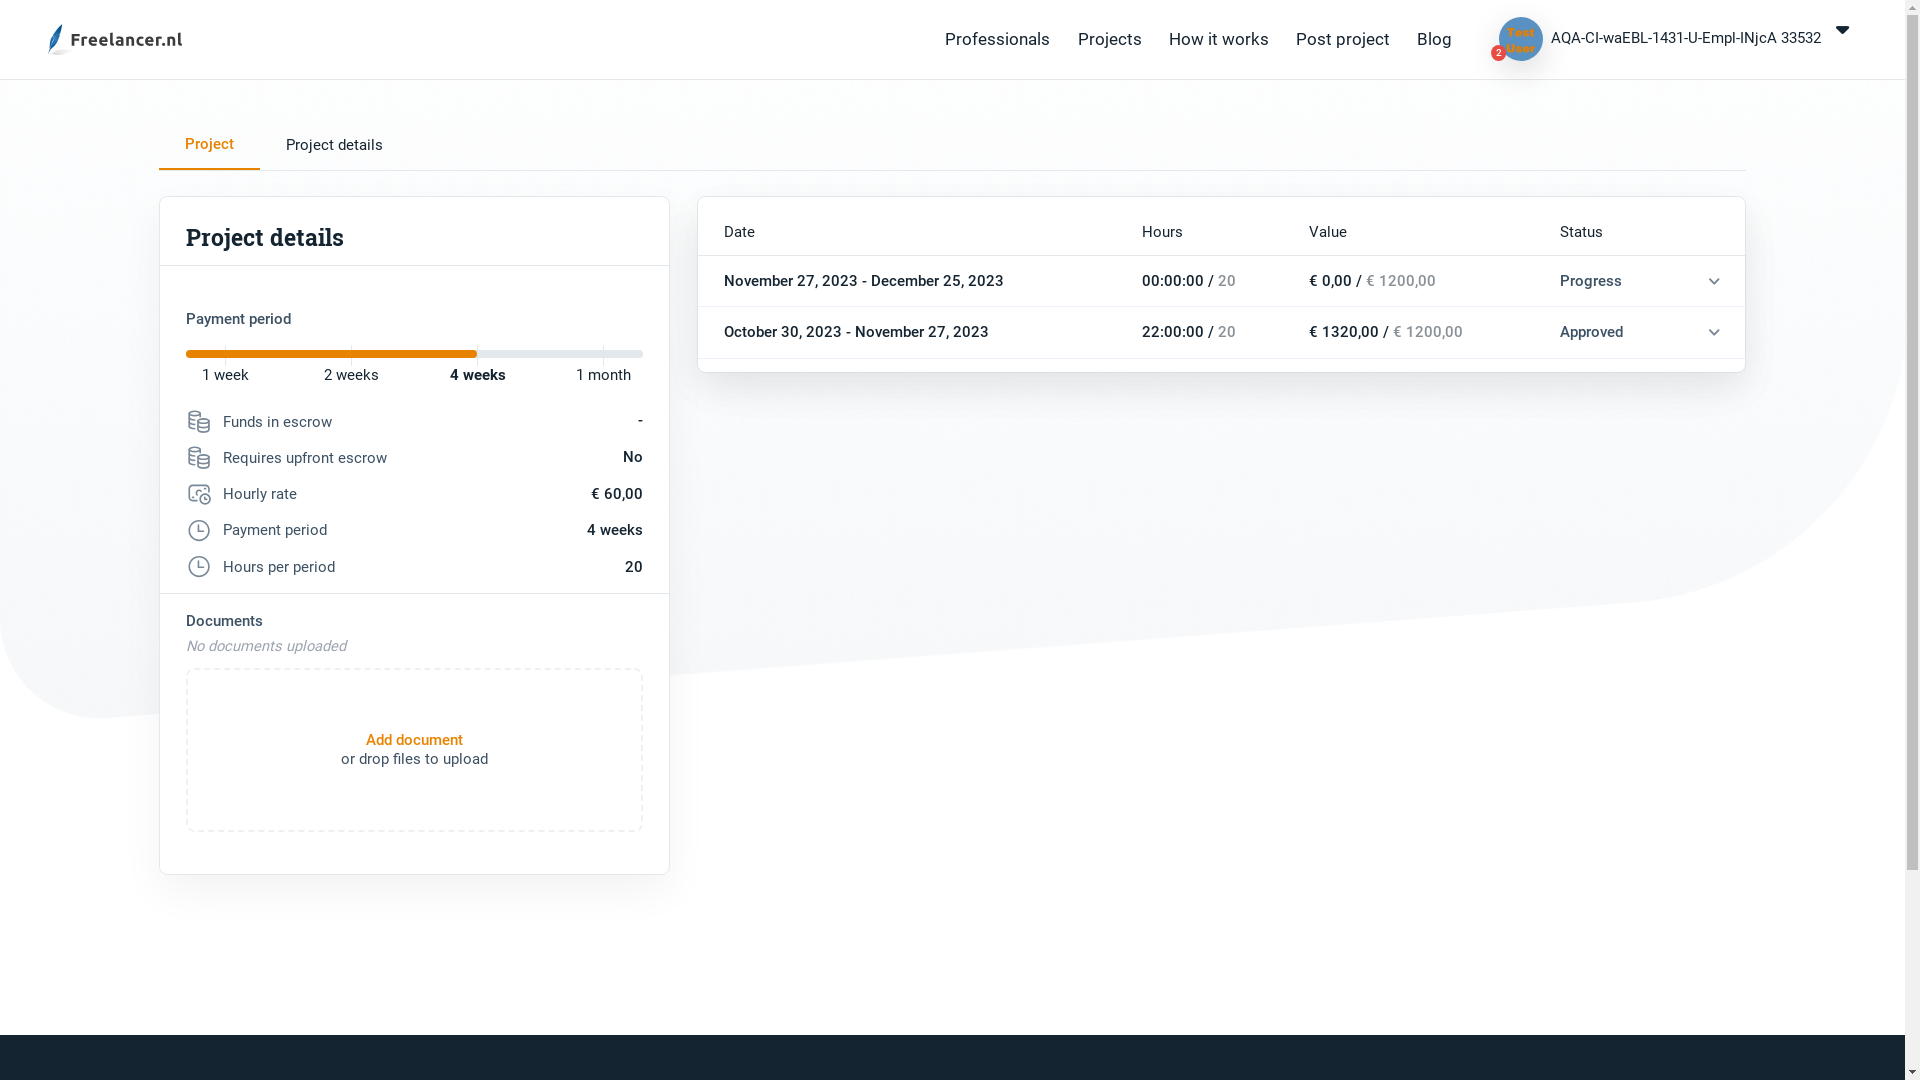 Freelancer.nl
Professionals Projects How it works Post project Blog
Test User
2
AQA-CI-waEBL-1431-U-Empl-INjcA 33532
Project Project details
Project details
Payment period
1 week 2 weeks 4 weeks 1 month
Funds in escrow -
Requires upfront escrow No
Hourly rate € 60,00
Payment period 4 weeks
Hours per period 20
Documents
No documents uploaded
Add document
or drop files to upload
Date Hours Value Status
November 27, 2023 - December 25, 2023 00:00:00 / 20 € 0,00 / € 1200,00 Progress
October 30, 2023 - November 27, 2023 22:00:00 / 20 € 1320,00 / € 1200,00 Approved